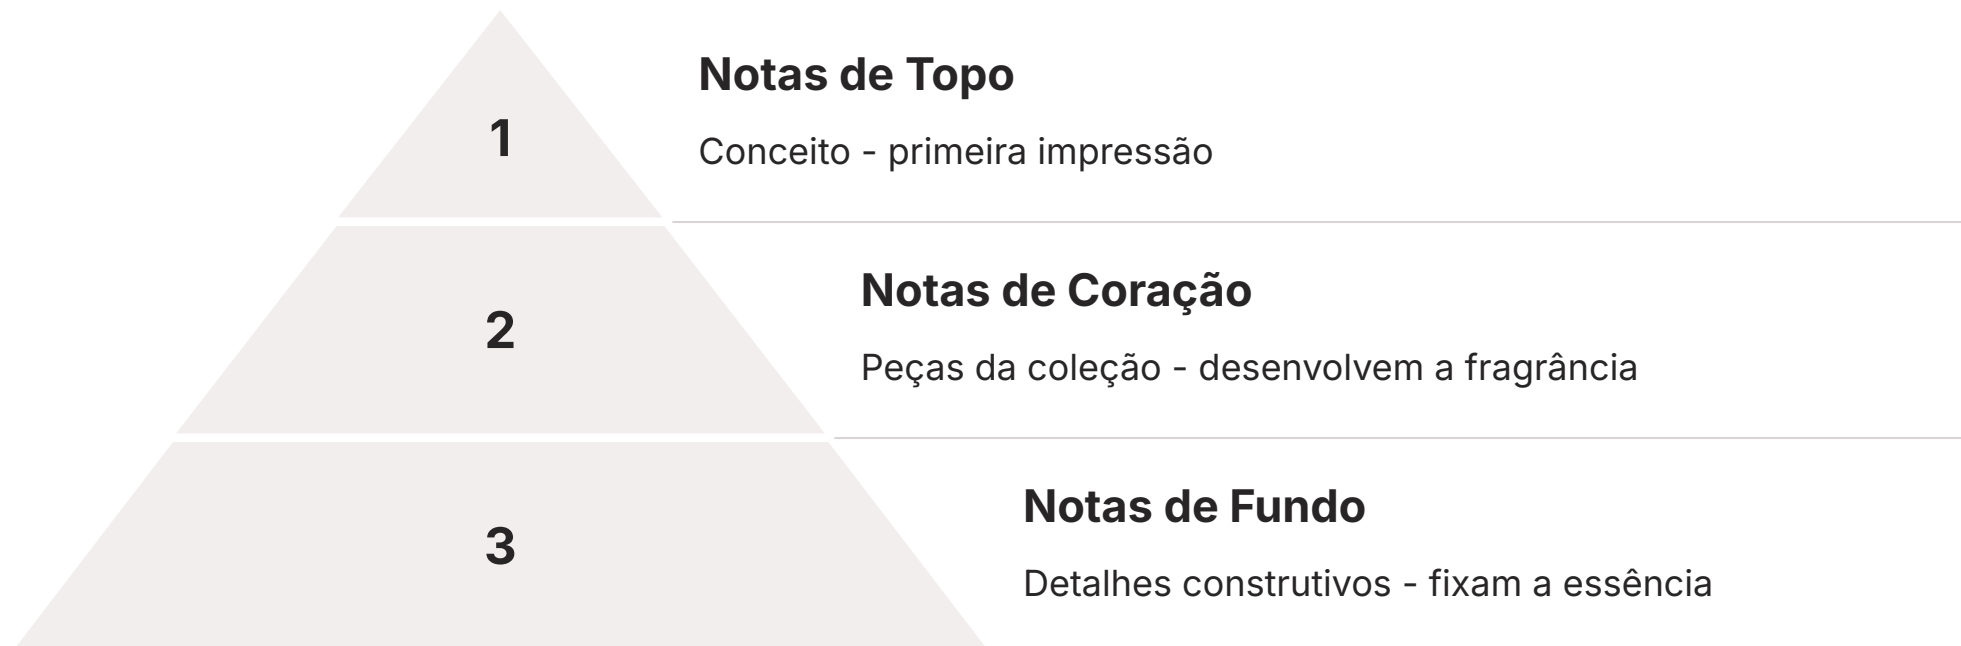 1
Notas de Topo
Conceito - primeira impressão
2
Notas de Coração
Peças da coleção - desenvolvem a fragrância
3
Notas de Fundo
Detalhes construtivos - fixam a essência